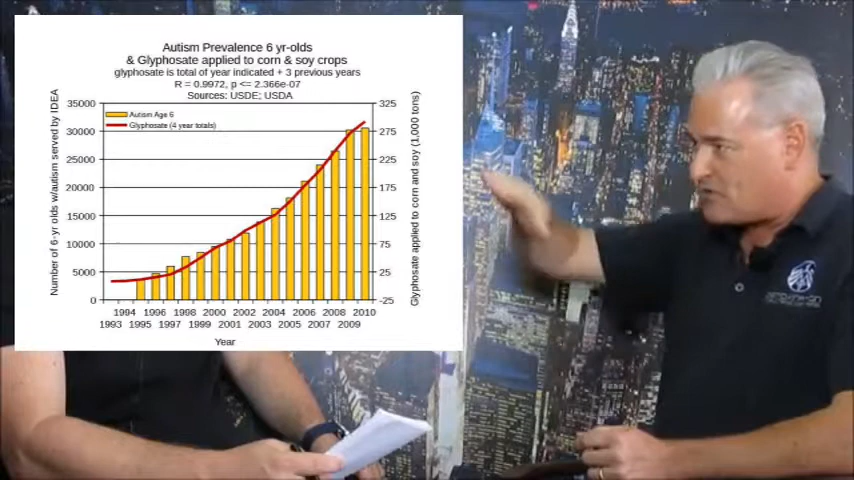 Autism Prevalence 6 yr-olds
& Glyphosate applied to corn & soy crops
glyphosate is total of year indicated + 3 previous years
R = 0.9972, p <= 2.366e-07
Sources: USDE; USDA
Number of 6-yr olds w/autism served by IDEA
35000
30000
25000
20000
15000
10000
5000
0
Autism Age 6
Glyphosate (4 year totals)
325
275
225
175
125
75
25
-25
Glyphosate applied to corn and soy (1,000 tons)
1994 1996 1998 2000 2002 2004 2006 2008 2010
1993 1995 1997 1999 2001 2003 2005 2007 2009
Year